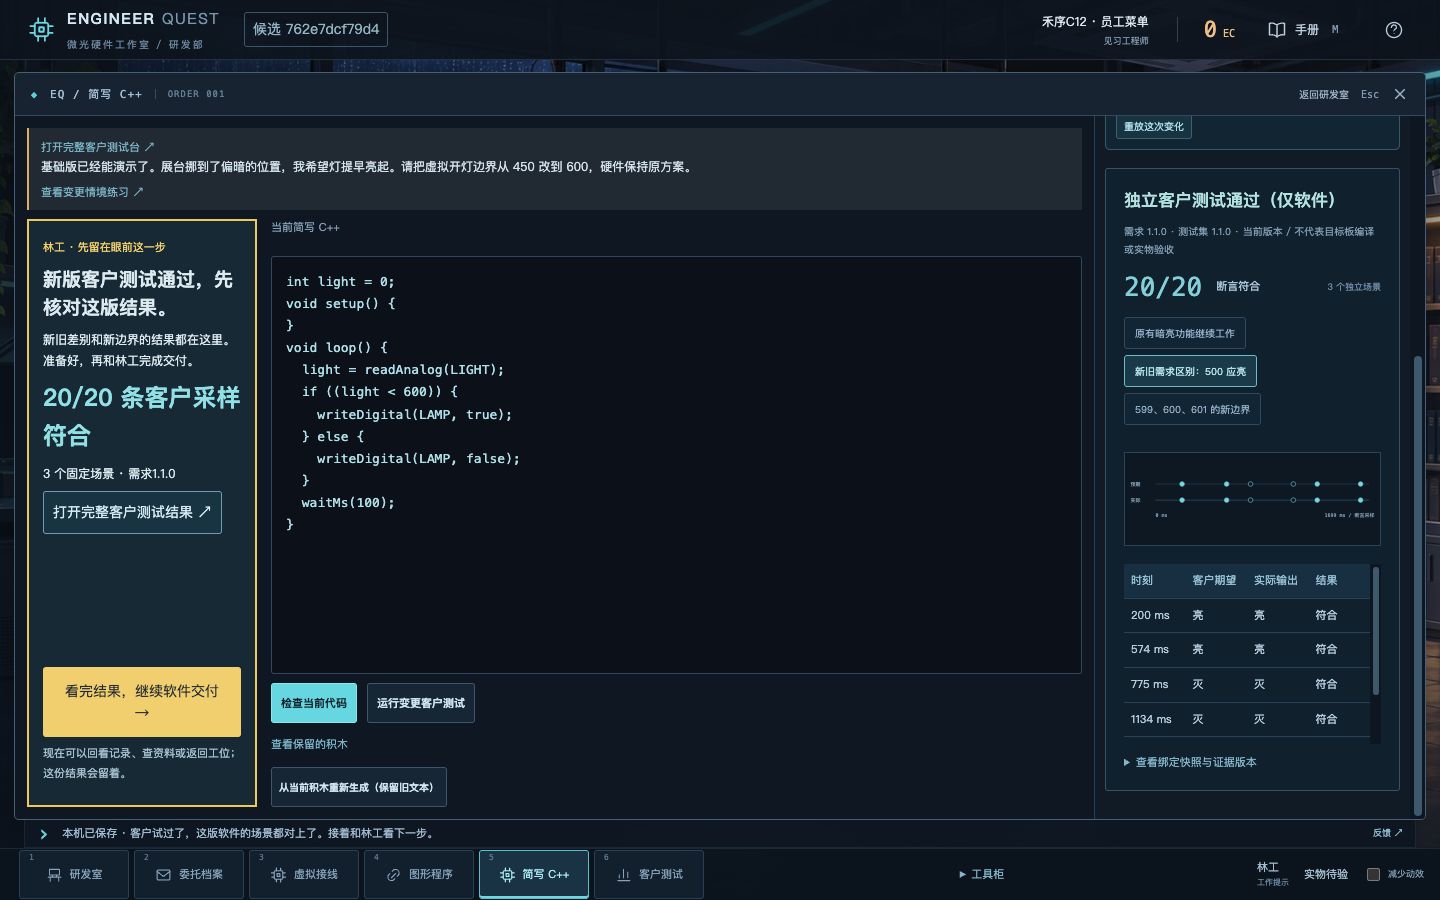 ENGINEER QUEST
微光硬件工作室 / 研发部
候选 762e7dcf79d4
禾序C12 · 员工菜单
见习工程师
0 EC
手册 M
EQ / 简写 C++
ORDER 001
返回研发室 Esc
打开完整客户测试台 ↗
基础版已经能演示了。展台挪到了偏暗的位置，我希望灯提早亮起。请把虚拟开灯边界从 450 改到 600，硬件保持原方案。
查看变更情境练习 ↗
林工 · 先留在眼前这一步
新版客户测试通过，先
核对这版结果。
新旧差别和新边界的结果都在这里。
准备好，再和林工完成交付。
20/20 条客户采样
符合
3 个固定场景 · 需求1.1.0
打开完整客户测试结果 ↗
看完结果，继续软件交付
→
现在可以回看记录、查资料或返回工位；
这份结果会留着。
当前简写 C++
int light = 0;
void setup() {
}
void loop() {
light = readAnalog(LIGHT);
if ((light < 600)) {
writeDigital(LAMP, true);
} else {
writeDigital(LAMP, false);
}
waitMs(100);
}
检查当前代码
运行变更客户测试
查看保留的积木
从当前积木重新生成（保留旧文本）
重放这次变化
独立客户测试通过（仅软件）
需求 1.1.0 · 测试集 1.1.0 · 当前版本 / 不代表目标板编译
或实物验收
20/20 断言符合
3 个独立场景
原有暗亮功能继续工作
新旧需求区别：500 应亮
599、600、601 的新边界
预期
实际
0 ms
1600 ms / 断言采样
时刻 客户期望 实际输出 结果
200 ms 亮 亮 符合
574 ms 亮 亮 符合
775 ms 灭 灭 符合
1134 ms 灭 灭 符合
▶ 查看绑定快照与证据版本
本机已保存 · 客户试过了，这版软件的场景都对上了。接着和林工看下一步。
反馈 ↗
1 研发室
2 委托档案
3 虚拟接线
4 图形程序
5 简写 C++
6 客户测试
▶ 工具柜
林工
工作提示
实物待验
减少动效